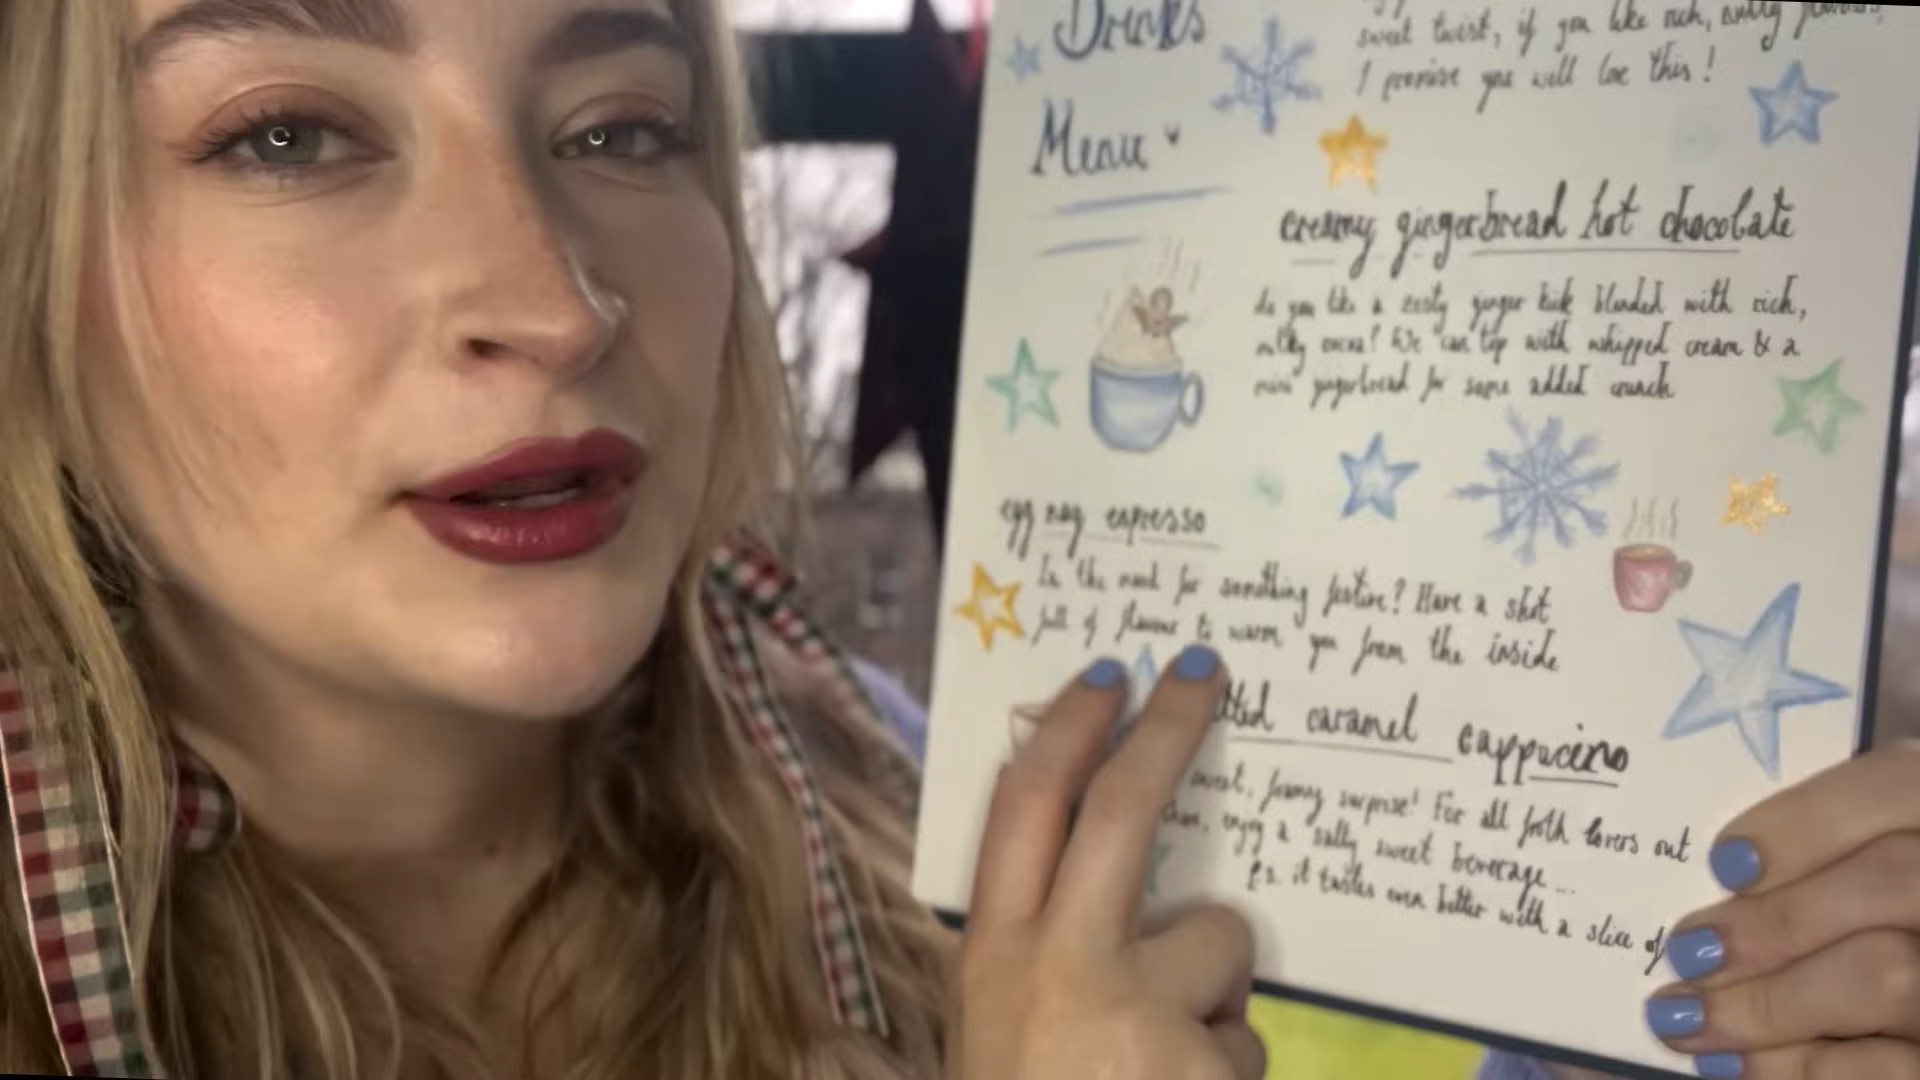 Drinks
Menu
sweet twist, if you like rich, nutty flavours,
I promise you will love this!
creamy gingerbread hot chocolate
do you like a zesty ginger kick blended with rich,
milky cocoa? We can top with whipped cream & a
mini gingerbread for some added crunch
egg nog espresso
In the mood for something festive? Have a shot
full of flavour to warm you from the inside
caramel cappucino
sweet, foamy surprise! For all froth lovers out
enjoy a salty sweet beverage...
Ps. it tastes even better with a slice of